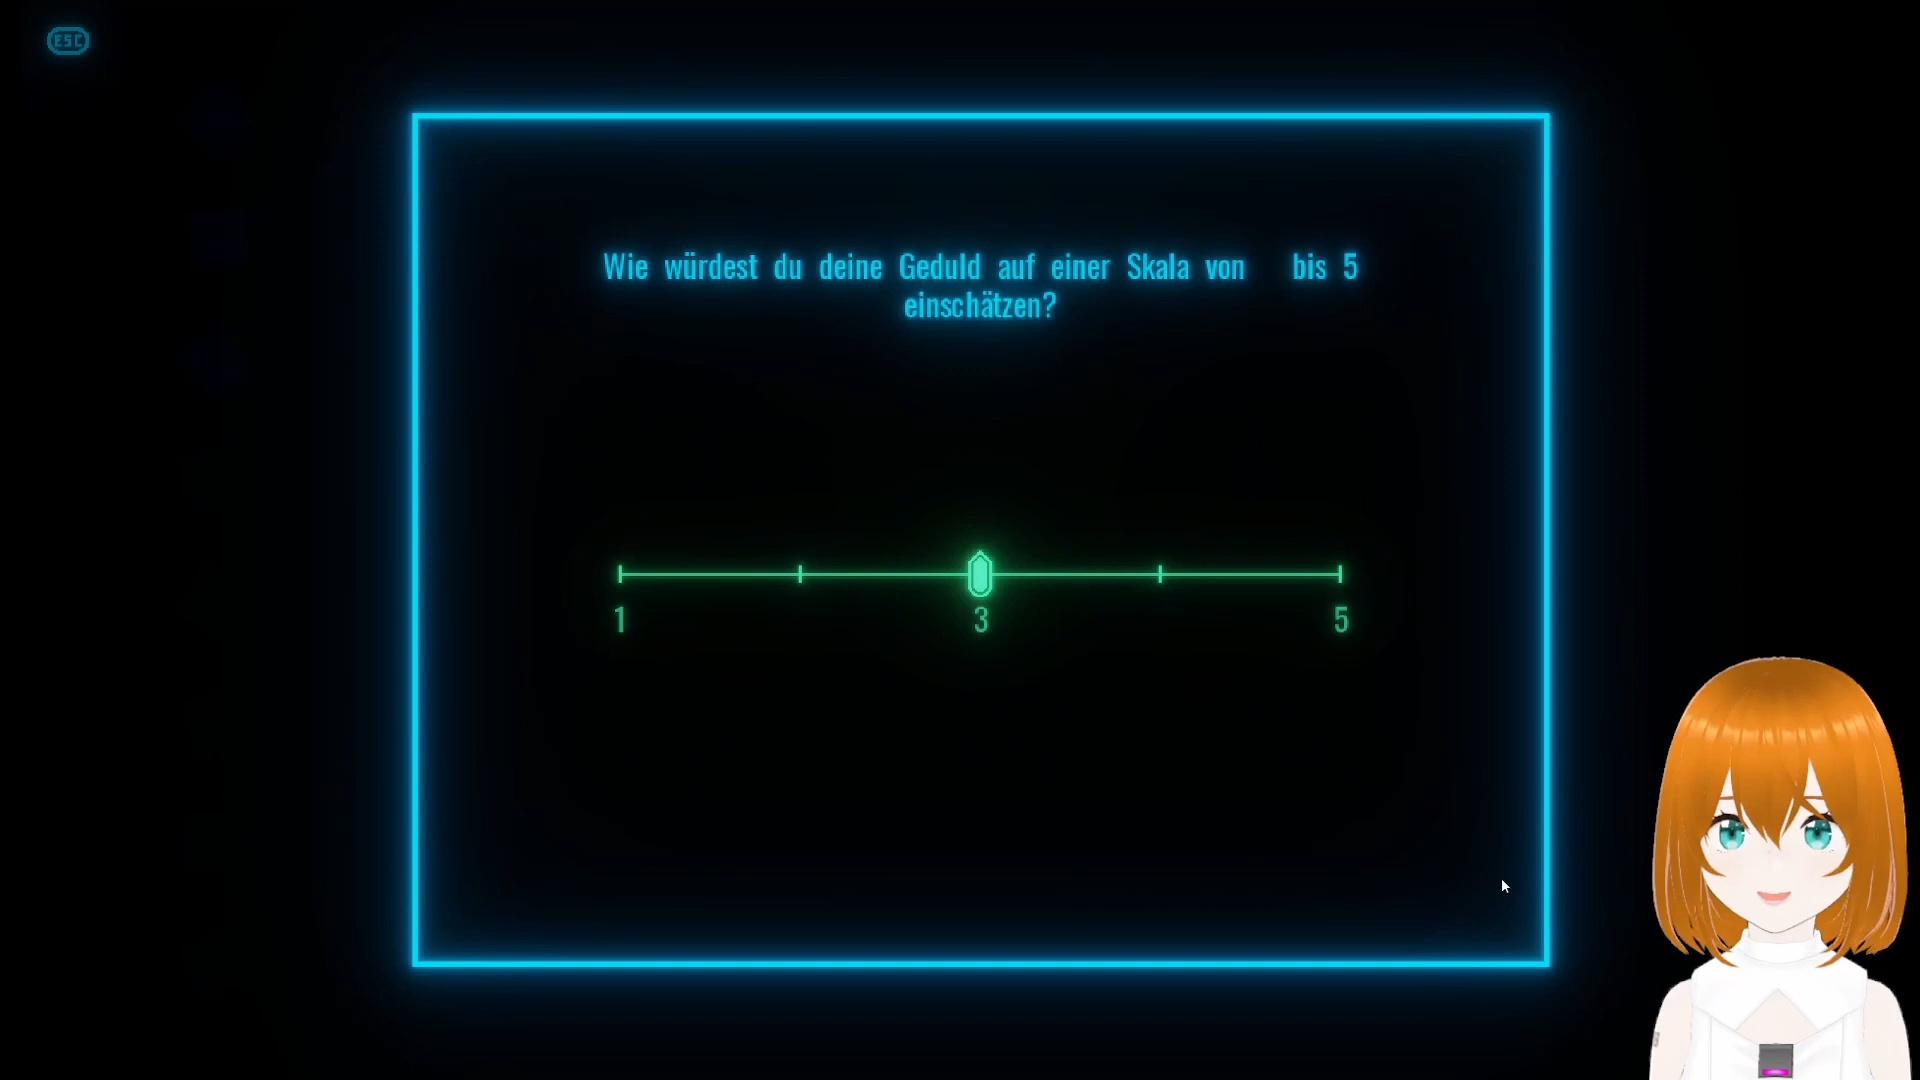 ESC
Wie würdest du deine Geduld auf einer Skala von bis 5
einschätzen?
1 3 5